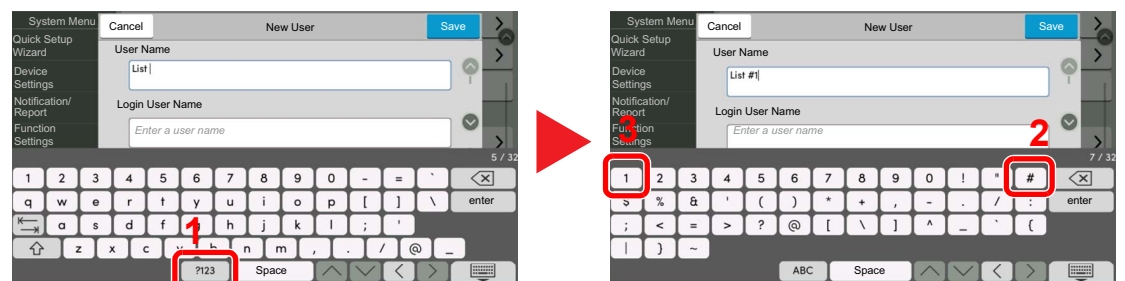 System Menu
Quick Setup
Wizard
Device
Settings
Notification/
Report
Function
Settings
Cancel
New User
Save
User Name
List
Login User Name
Enter a user name
5 / 32
1 2 3 4 5 6 7 8 9 0 - = `
q w e r t y u i o p [ ] \ enter
a s d f g h j k l ; '
1
z x c v b n m , . / @ _
?123 Space
System Menu
Quick Setup
Wizard
Device
Settings
Notification/
Report
Function
Settings
Cancel
New User
Save
User Name
List #1
Login User Name
Enter a user name
3
2
7 / 32
1 2 3 4 5 6 7 8 9 0 ! " #
$ % & ' ( ) * + , - . / : enter
; < = > ? @ [ \ ] ^ _ ` {
| } ~
ABC Space